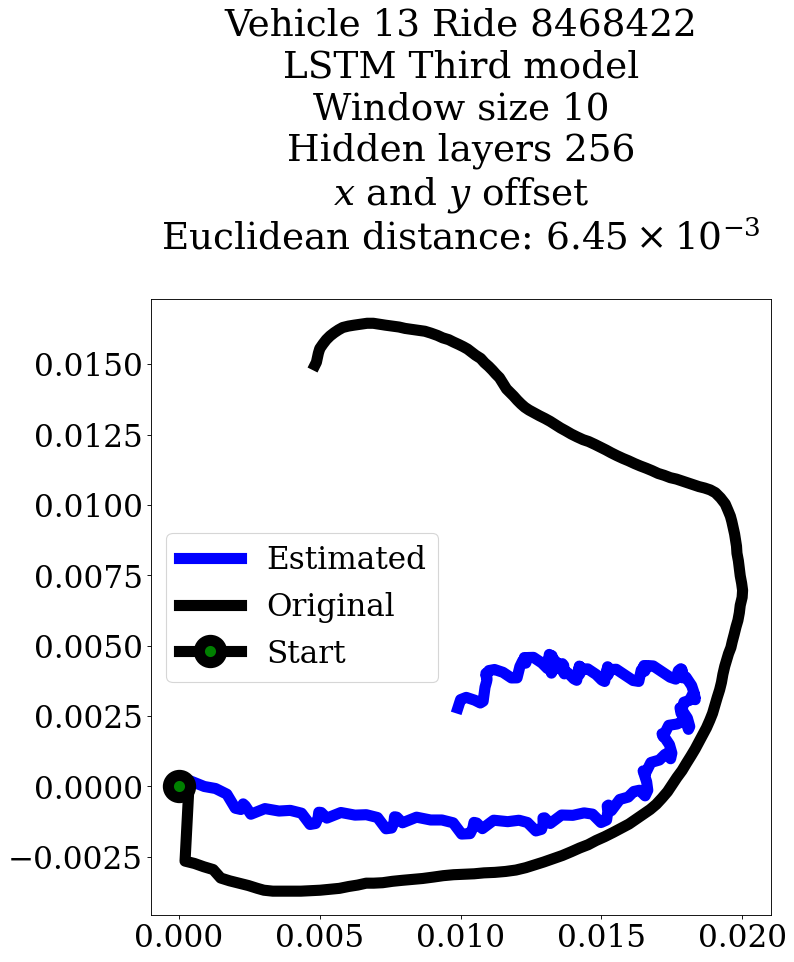 Vehicle 13 Ride 8468422
LSTM Third model
Window size 10
Hidden layers 256
x and y offset
Euclidean distance: 6.45 × 10⁻³
0.0150
0.0125
0.0100
0.0075
0.0050
0.0025
0.0000
−0.0025
Estimated
Original
Start
0.000 0.005 0.010 0.015 0.020